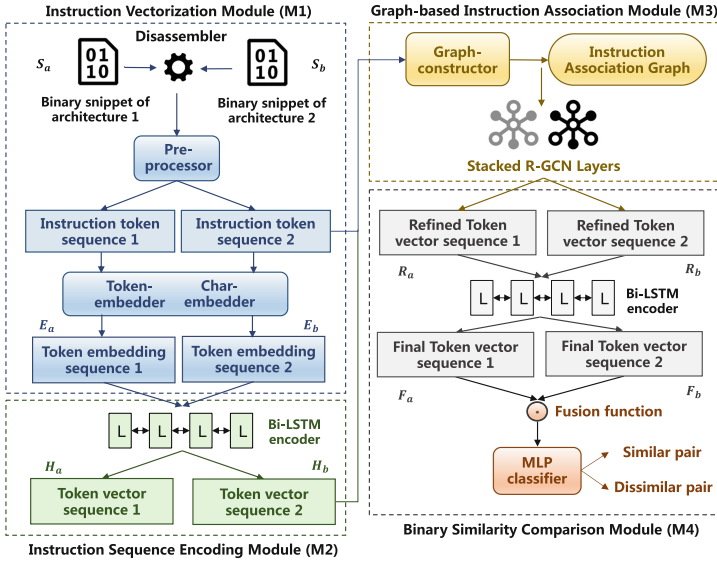 Instruction Vectorization Module (M1)
Disassembler
Sa
01
10
01
10
Sb
Binary snippet of
architecture 1
Binary snippet of
architecture 2
Pre-
processor
Instruction token
sequence 1
Instruction token
sequence 2
Token-
embedder
Char-
embedder
Ea
Eb
Token embedding
sequence 1
Token embedding
sequence 2
L
L
L
L
Bi-LSTM
encoder
Ha
Hb
Token vector
sequence 1
Token vector
sequence 2
Instruction Sequence Encoding Module (M2)
Graph-based Instruction Association Module (M3)
Graph-
constructor
Instruction
Association Graph
Stacked R-GCN Layers
Refined Token
vector sequence 1
Refined Token
vector sequence 2
Ra
Rb
L
L
L
L
Bi-LSTM
encoder
Final Token vector
sequence 1
Final Token vector
sequence 2
Fa
Fb
Fusion function
MLP
classifier
Similar pair
Dissimilar pair
Binary Similarity Comparison Module (M4)